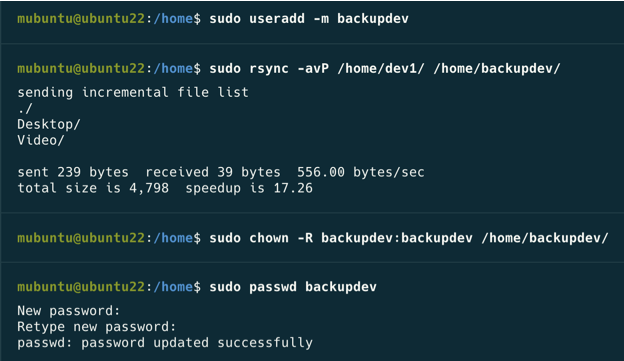 mubuntu@ubuntu22:/home$ sudo useradd -m backupdev
mubuntu@ubuntu22:/home$ sudo rsync -avP /home/dev1/ /home/backupdev/
sending incremental file list
./
Desktop/
Video/
sent 239 bytes  received 39 bytes  556.00 bytes/sec
total size is 4,798  speedup is 17.26
mubuntu@ubuntu22:/home$ sudo chown -R backupdev:backupdev /home/backupdev/
mubuntu@ubuntu22:/home$ sudo passwd backupdev
New password:
Retype new password:
passwd: password updated successfully